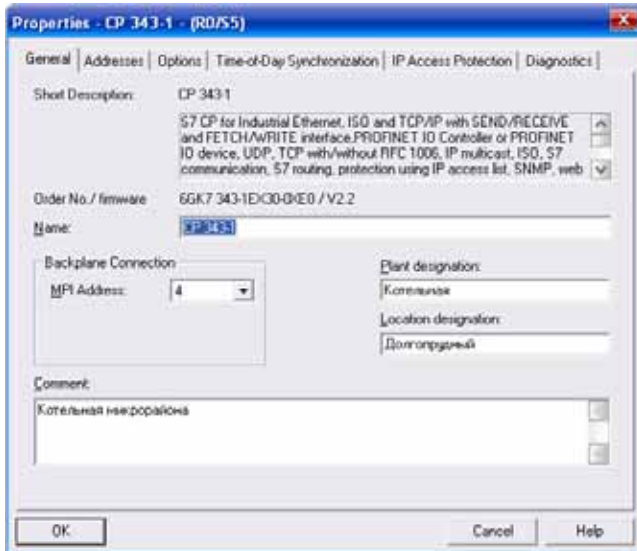 Properties - CP 343-1 - (R0/S5)
General Addresses Options Time-of-Day Synchronization IP Access Protection Diagnostics
Short Description: CP 343-1
S7 CP for Industrial Ethernet, ISO and TCP/IP with SEND/RECEIVE
and FETCH/WRITE interface,PROFINET IO Controller or PROFINET
IO device, UDP, TCP with/without RFC 1006, IP multicast, ISO, S7
communication, S7 routing, protection using IP access list, SNMP, web
Order No./ firmware 6GK7 343-1EX30-0XE0 / V2.2
Name: CP 343-1
Backplane Connection
MPI Address: 4
Plant designation:
Котельная
Location designation:
Долгопрудный
Comment:
Котельная микрорайона
OK Cancel Help